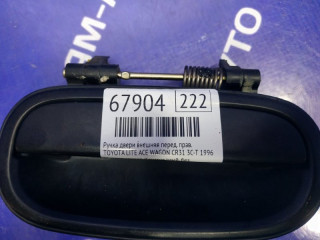 67904 222
Ручка двери внешняя перед. прав.
TOYOTA LITE ACE WAGON CR31 3C-T 1996